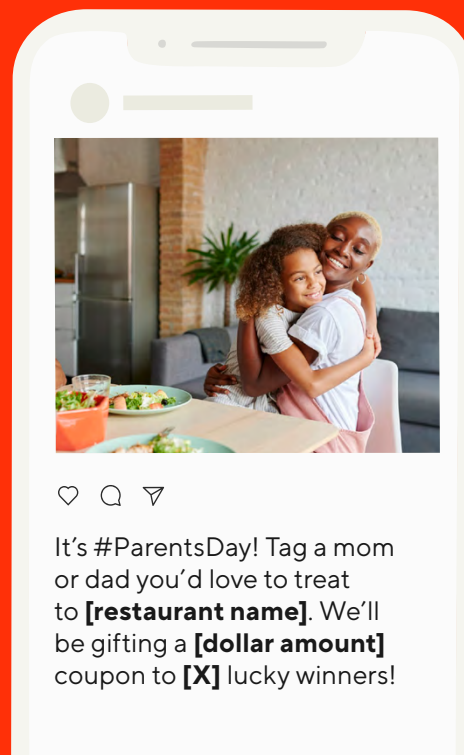 It’s #ParentsDay! Tag a mom
or dad you’d love to treat
to [restaurant name]. We’ll
be gifting a [dollar amount]
coupon to [X] lucky winners!